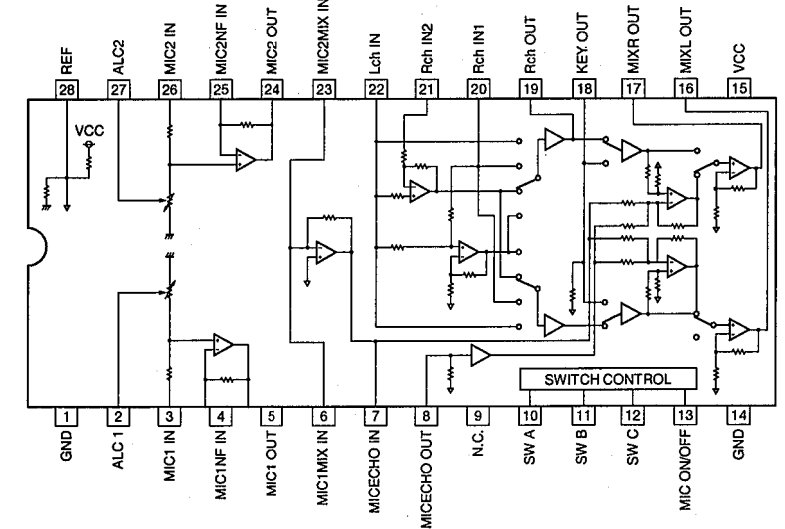 REF
ALC2
MIC2 IN
MIC2NF IN
MIC2 OUT
MIC2MIX IN
Lch IN
Rch IN2
Rch IN1
Rch OUT
KEY OUT
MIXR OUT
MIXL OUT
VCC
28
27
26
25
24
23
22
21
20
19
18
17
16
15
VCC
SWITCH CONTROL
1
2
3
4
5
6
7
8
9
10
11
12
13
14
GND
ALC 1
MIC1 IN
MIC1NF IN
MIC1 OUT
MIC1MIX IN
MICECHO IN
MICECHO OUT
N.C.
SW A
SW B
SW C
MIC ON/OFF
GND